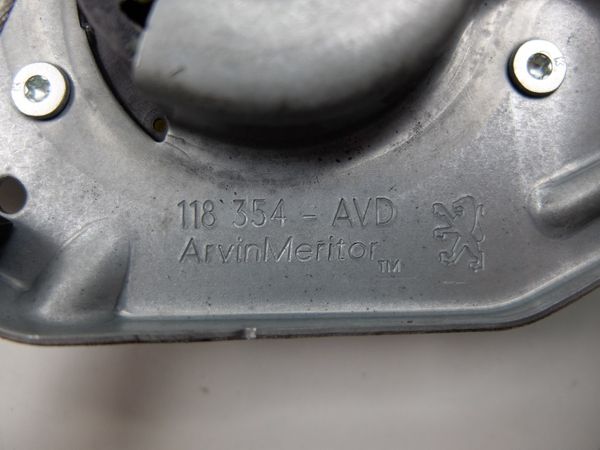 118 354 - AVD
ArvinMeritor TM